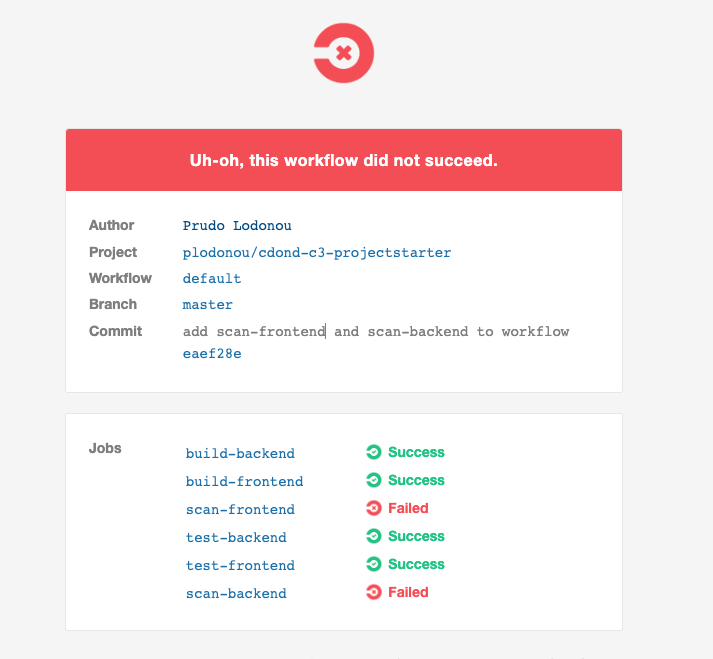 Uh-oh, this workflow did not succeed.
Author Prudo Lodonou
Project plodonou/cdond-c3-projectstarter
Workflow default
Branch master
Commit add scan-frontend and scan-backend to workflow
eaef28e
Jobs build-backend Success
build-frontend Success
scan-frontend Failed
test-backend Success
test-frontend Success
scan-backend Failed